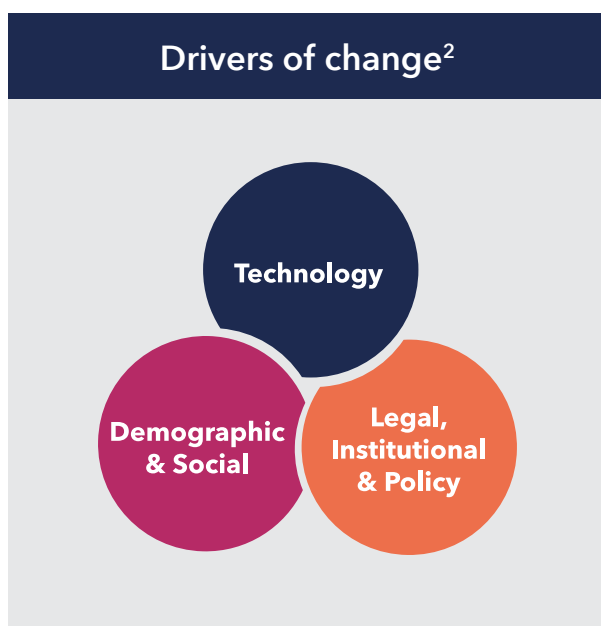 Drivers of change²
Technology
Demographic
& Social
Legal,
Institutional
& Policy